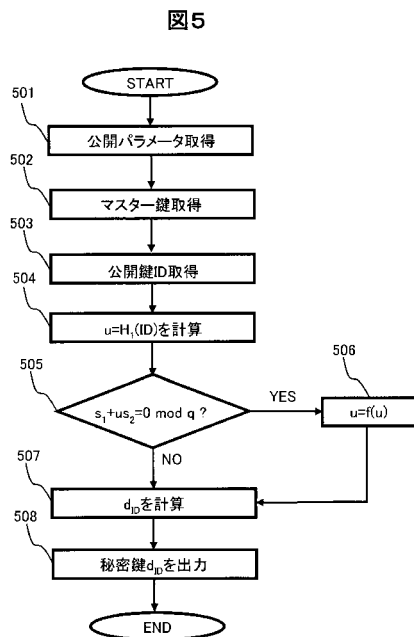 図5
START
501
公開パラメータ取得
502
マスター鍵取得
503
公開鍵ID取得
504
u=H₁(ID)を計算
505
s₁+us₂=0 mod q ?
YES
506
u=f(u)
NO
507
d_IDを計算
508
秘密鍵d_IDを出力
END